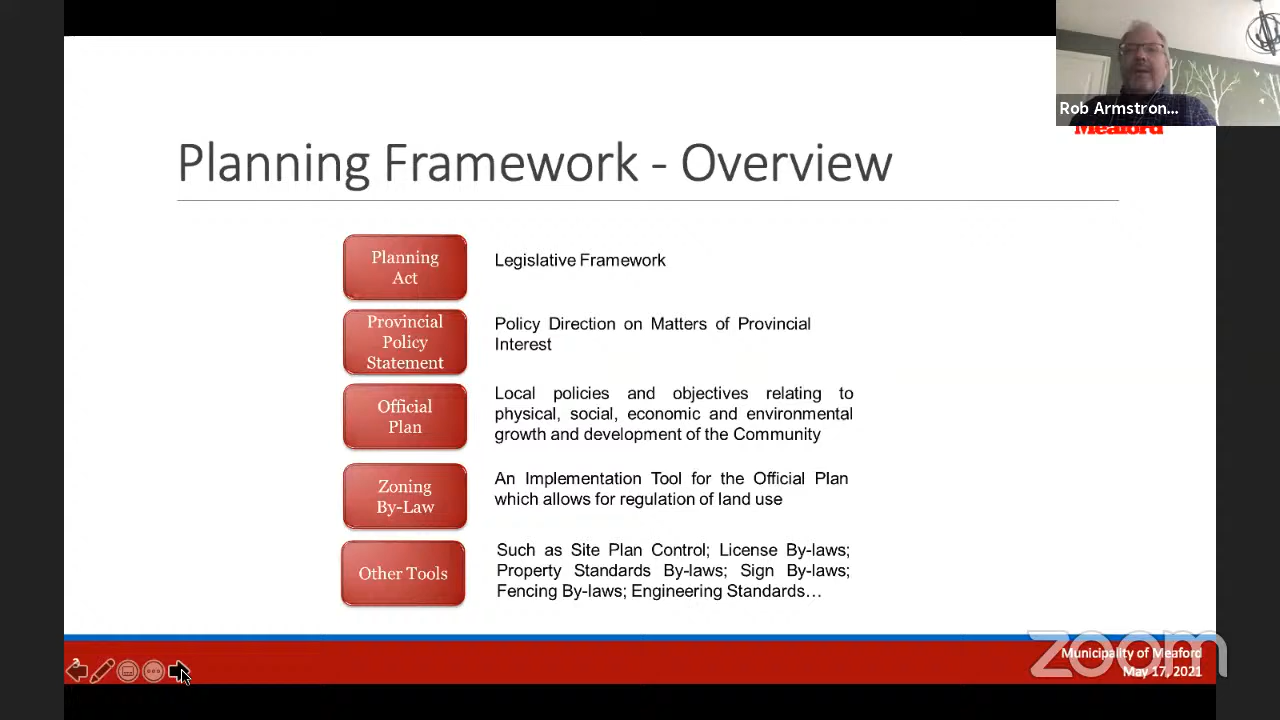 Rob Armstron...
Meaford
Planning Framework - Overview
Planning
Act
Legislative Framework
Provincial
Policy
Statement
Policy Direction on Matters of Provincial
Interest
Official
Plan
Local policies and objectives relating to
physical, social, economic and environmental
growth and development of the Community
Zoning
By-Law
An Implementation Tool for the Official Plan
which allows for regulation of land use
Other Tools
Such as Site Plan Control; License By-laws;
Property Standards By-laws; Sign By-laws;
Fencing By-laws; Engineering Standards…
zoom
Municipality of Meaford
May 17, 2021